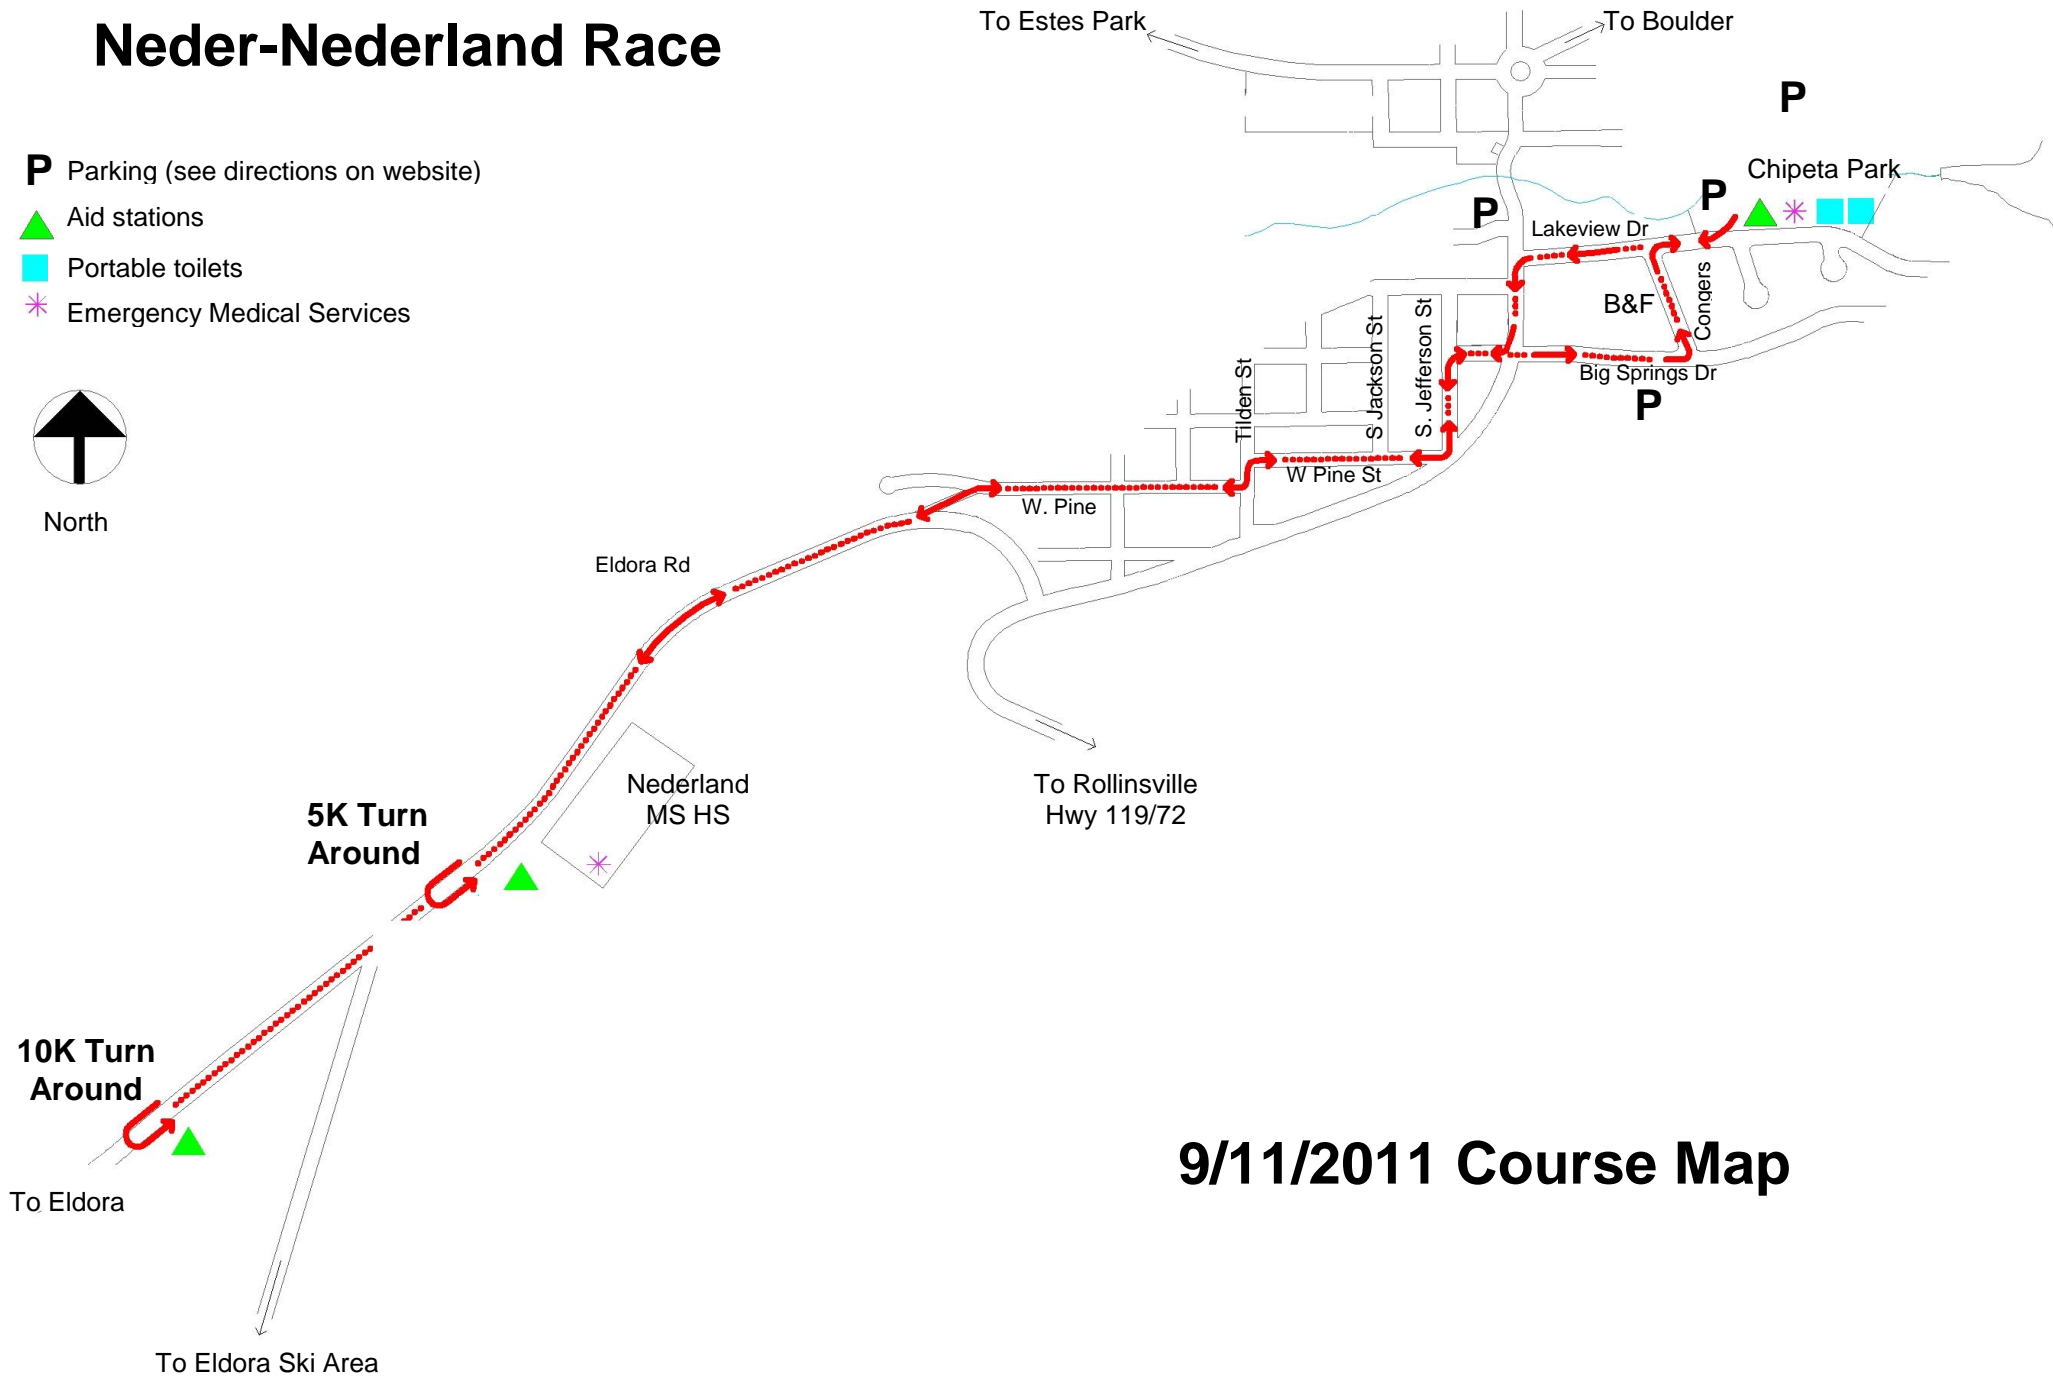 Neder-Nederland Race
To Estes Park
To Boulder
P
P Parking (see directions on website)
Aid stations
Portable toilets
Emergency Medical Services
North
Chipeta Park
P
P
Lakeview Dr
B&F
Congers
Big Springs Dr
P
S. Jefferson St
S Jackson St
Tilden St
W Pine St
W. Pine
Eldora Rd
Nederland
MS HS
To Rollinsville
Hwy 119/72
5K Turn
Around
10K Turn
Around
To Eldora
To Eldora Ski Area
9/11/2011 Course Map